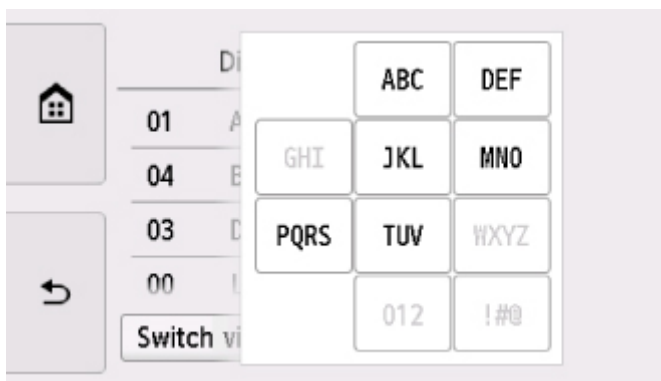 Di
ABC DEF
01 A
GHI JKL MNO
04 B
03 D
PQRS TUV WXYZ
00
012 !#@
Switch vi